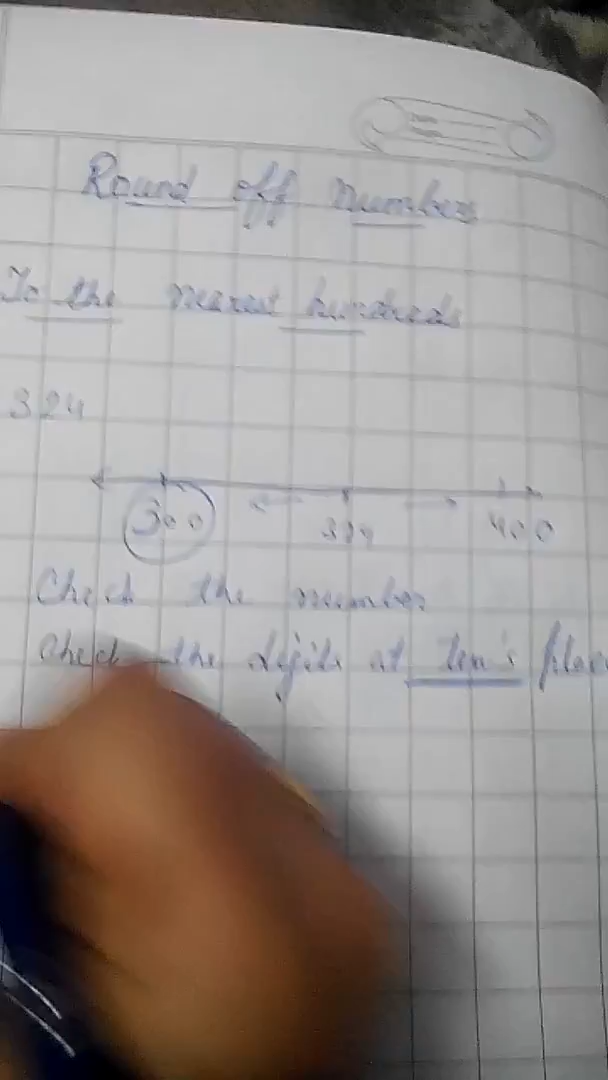 Round off numbers
To the nearest hundreds
324
300 324 400
Check the number
Check the digits at Ten's place